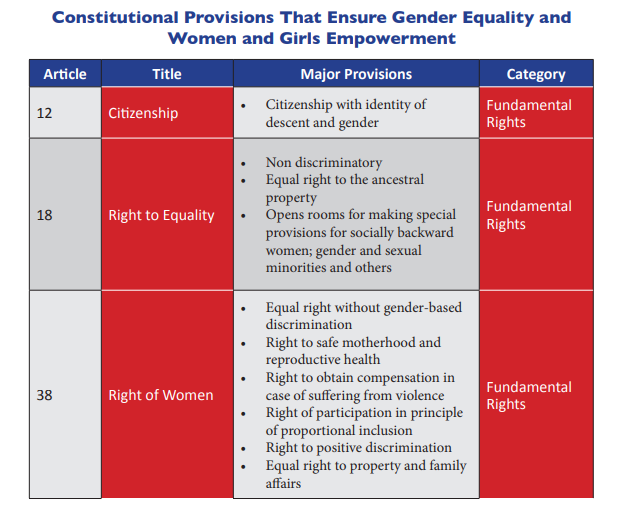 Constitutional Provisions That Ensure Gender Equality and
Women and Girls Empowerment
Article Title Major Provisions Category
12
Citizenship
• Citizenship with identity of
descent and gender
Fundamental
Rights
18
Right to Equality
• Non discriminatory
• Equal right to the ancestral
property
• Opens rooms for making special
provisions for socially backward
women; gender and sexual
minorities and others
Fundamental
Rights
38
Right of Women
• Equal right without gender-based
discrimination
• Right to safe motherhood and
reproductive health
• Right to obtain compensation in
case of suffering from violence
• Right of participation in principle
of proportional inclusion
• Right to positive discrimination
• Equal right to property and family
affairs
Fundamental
Rights